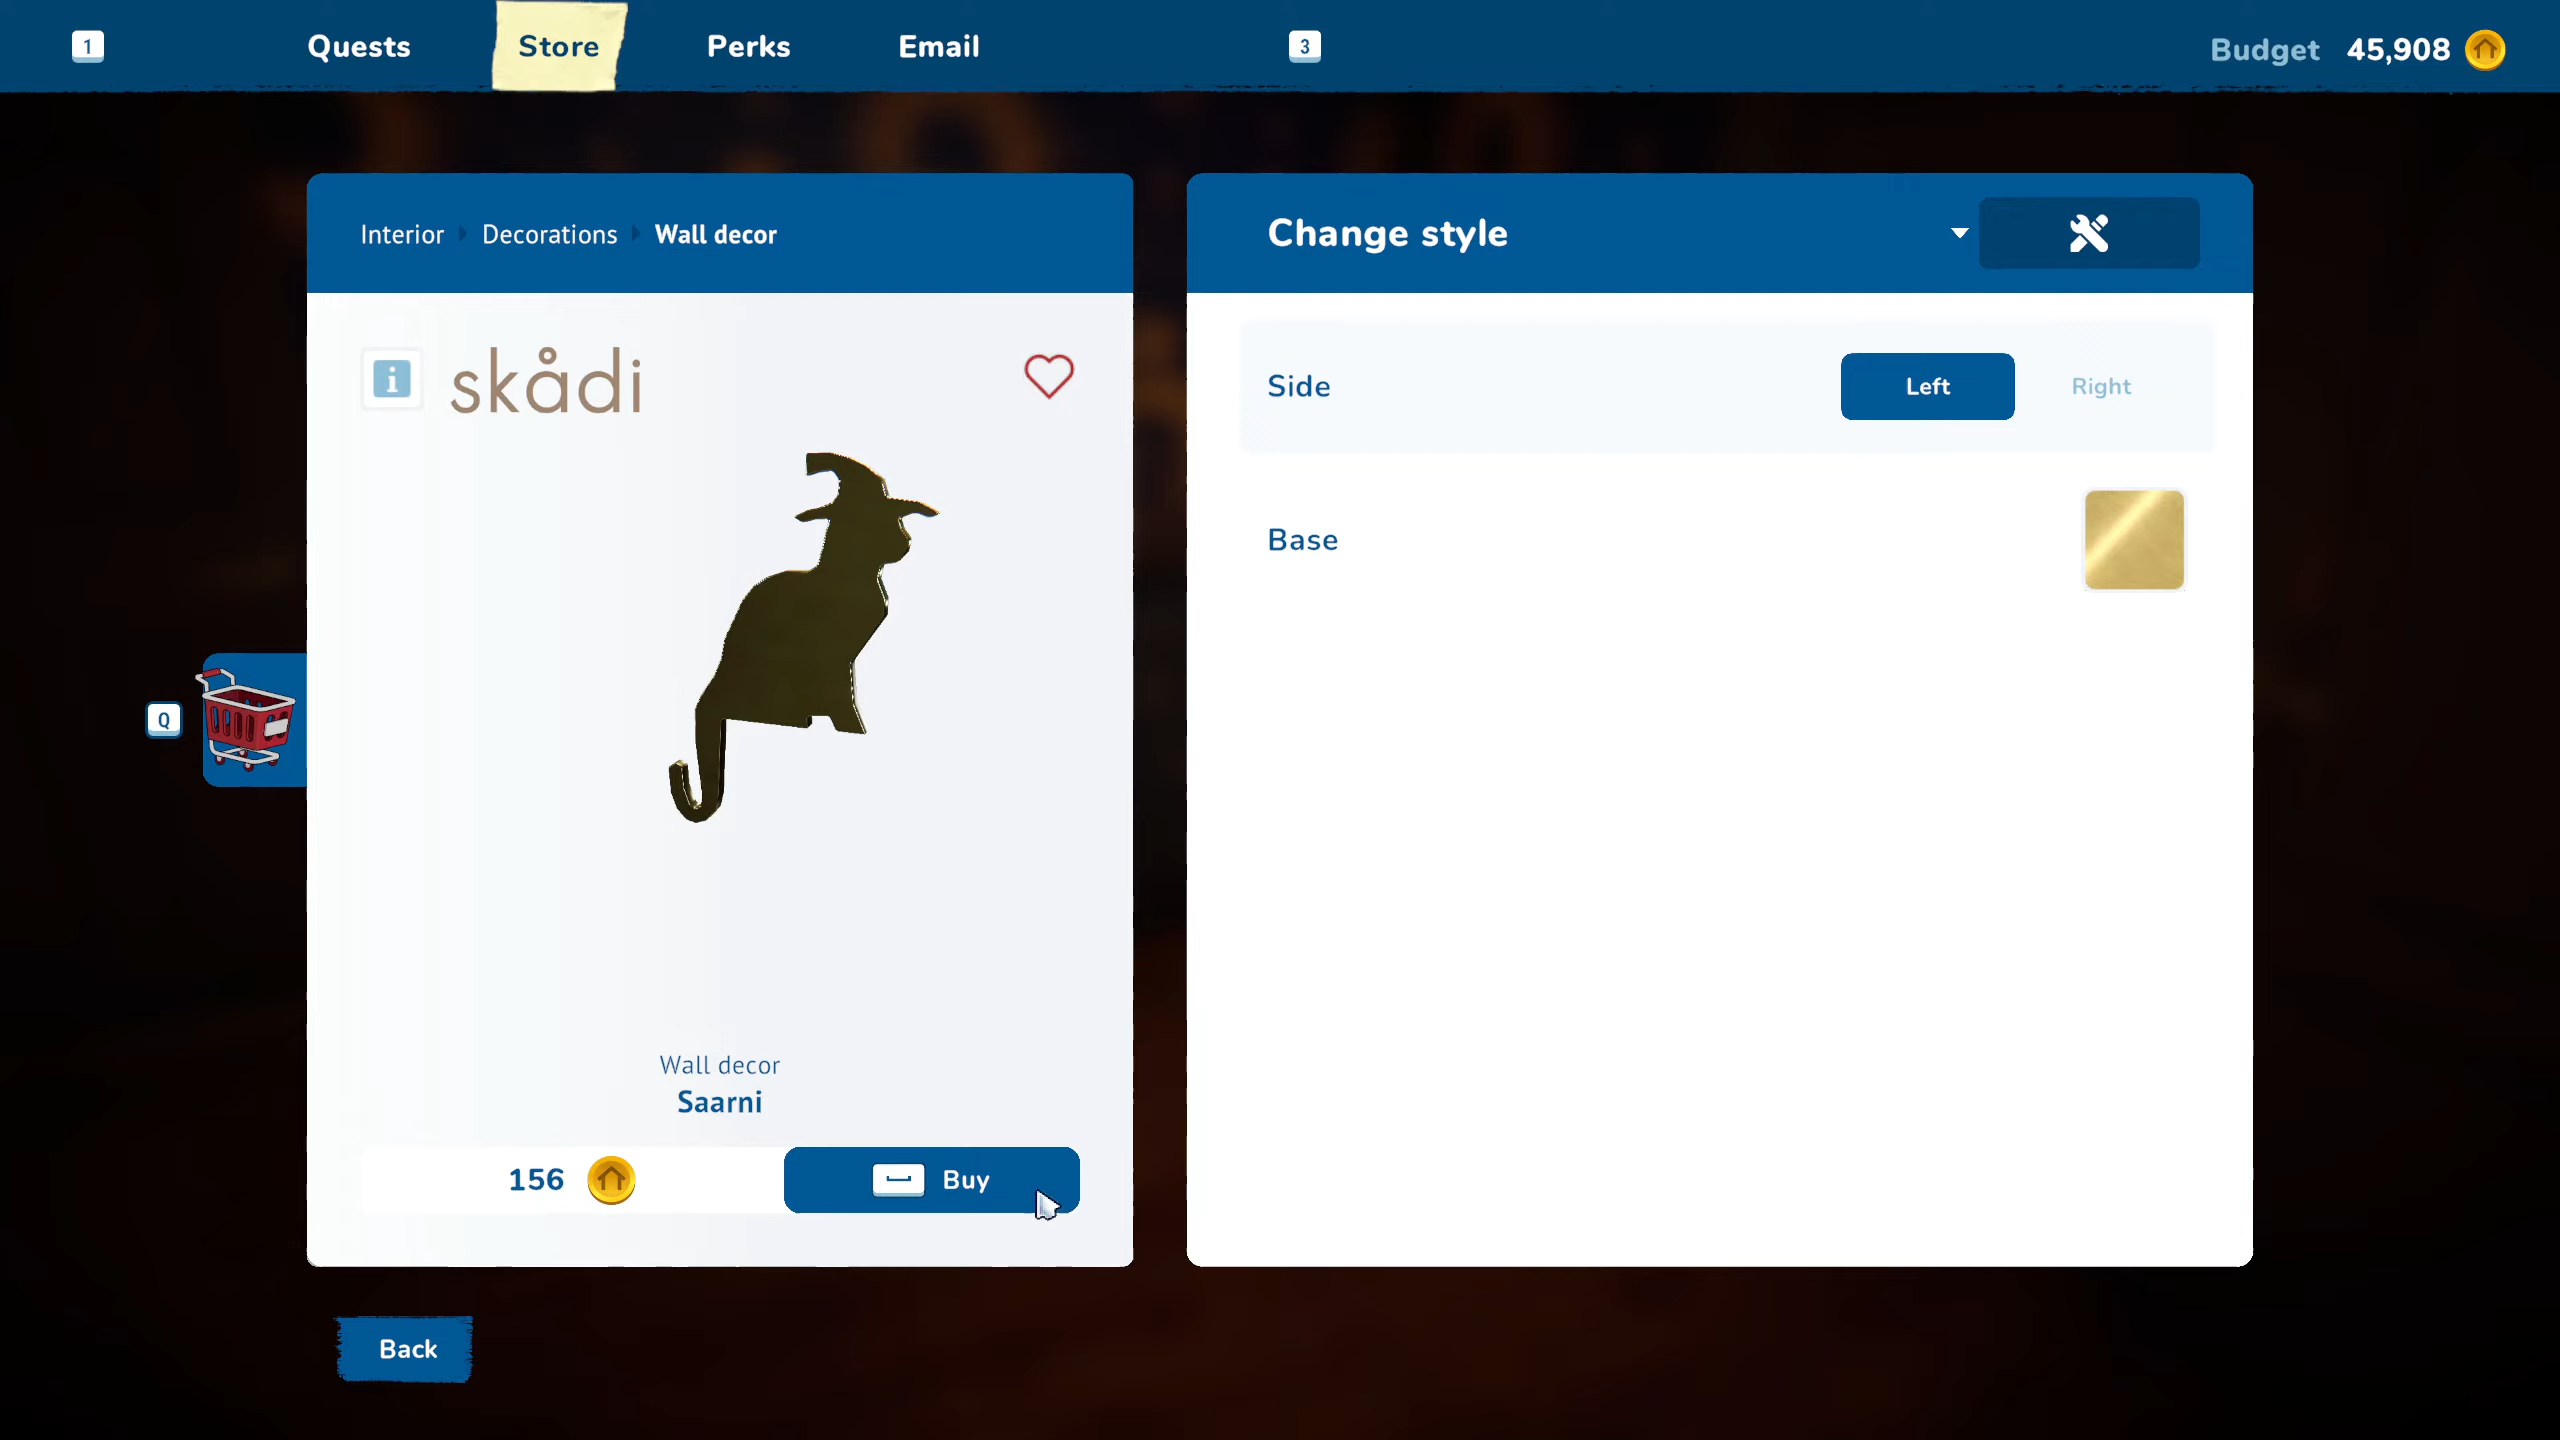 1
Quests
Store
Perks
Email
3
Budget 45,908
Interior Decorations Wall decor
i
skådi
Wall decor
Saarni
156
Buy
Q
Back
Change style
Side
Left
Right
Base